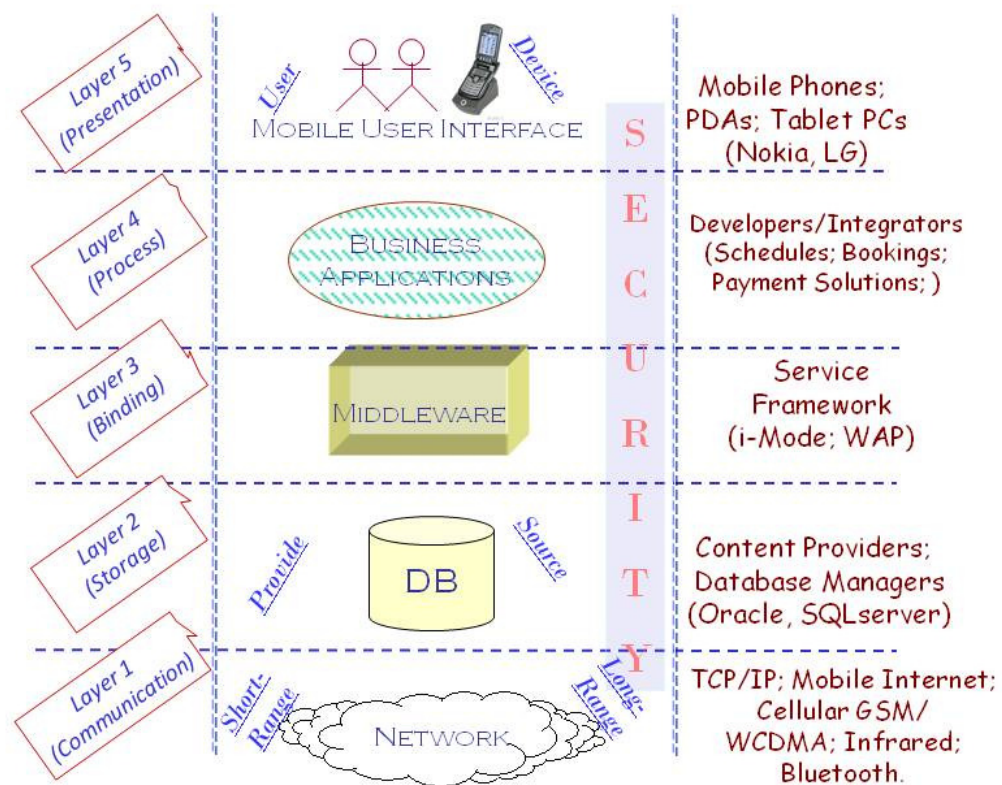 Layer 5
(Presentation)
User
Device
MOBILE USER INTERFACE
Mobile Phones;
PDAs; Tablet PCs
(Nokia, LG)
Layer 4
(Process)
BUSINESS
APPLICATIONS
Developers/Integrators
(Schedules; Bookings;
Payment Solutions; )
Layer 3
(Binding)
MIDDLEWARE
Service
Framework
(i-Mode; WAP)
Layer 2
(Storage)
Provide
DB
Source
Content Providers;
Database Managers
(Oracle, SQLserver)
Layer 1
(Communication)
Short-
Range
NETWORK
Long-
Range
TCP/IP; Mobile Internet;
Cellular GSM/
WCDMA; Infrared;
Bluetooth.
S
E
C
U
R
I
T
Y